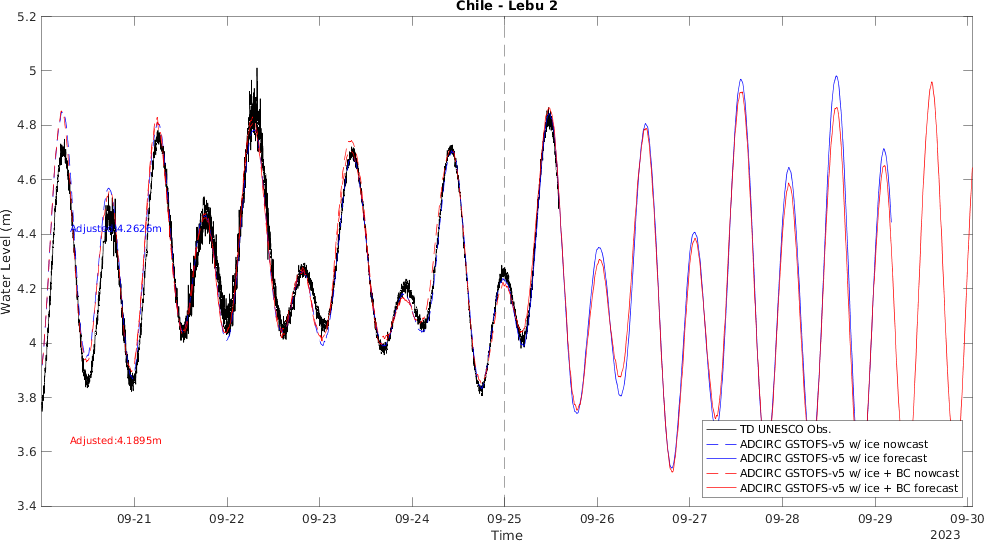 Chile - Lebu 2
5.2
5
4.8
4.6
4.4
4.2
4
3.8
3.6
3.4
Water Level (m)
Adjusted:4.2626m
Adjusted:4.1895m
TD UNESCO Obs.
ADCIRC GSTOFS-v5 w/ ice nowcast
ADCIRC GSTOFS-v5 w/ ice forecast
ADCIRC GSTOFS-v5 w/ ice + BC nowcast
ADCIRC GSTOFS-v5 w/ ice + BC forecast
09-21 09-22 09-23 09-24 09-25 09-26 09-27 09-28 09-29 09-30
Time
2023